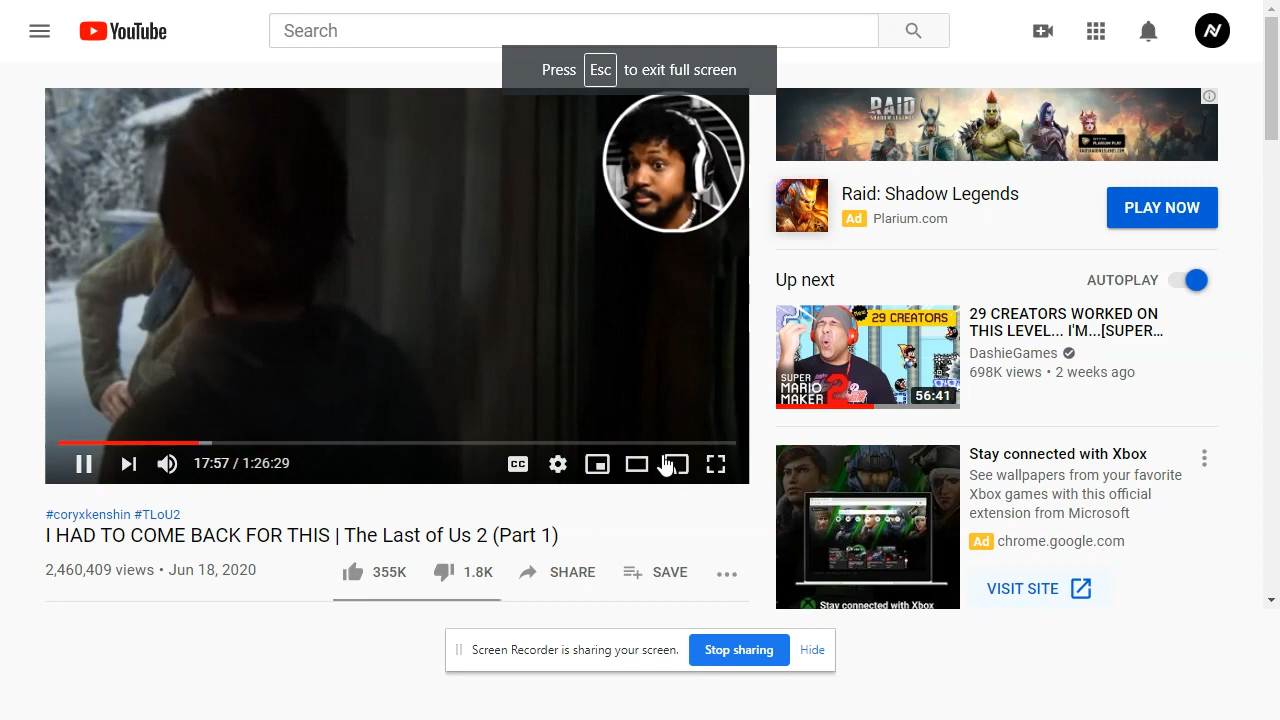 YouTube
Search
Press Esc to exit full screen
RAID
SHADOW LEGENDS
Raid: Shadow Legends
Ad Plarium.com
PLAY NOW
Up next
AUTOPLAY
New 29 CREATORS
SUPER
MARIO
MAKER 2
56:41
29 CREATORS WORKED ON
THIS LEVEL... I'M...[SUPER...
DashieGames
698K views • 2 weeks ago
17:57 / 1:26:29
CC
#coryxkenshin #TLoU2
I HAD TO COME BACK FOR THIS | The Last of Us 2 (Part 1)
2,460,409 views • Jun 18, 2020
355K
1.8K
SHARE
SAVE
Stay connected with Xbox
Stay connected with Xbox
See wallpapers from your favorite
Xbox games with this official
extension from Microsoft
Ad chrome.google.com
VISIT SITE
Screen Recorder is sharing your screen.
Stop sharing
Hide